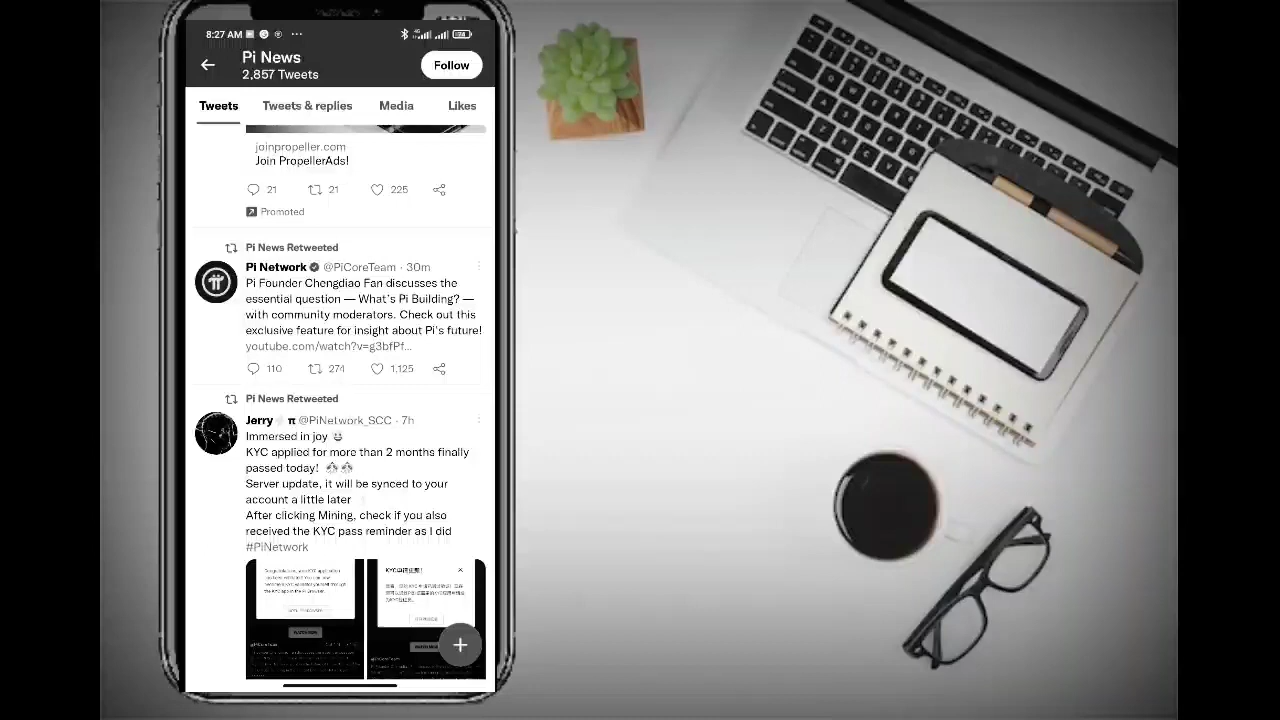 8:27 AM
Pi News
2,857 Tweets
Follow
Tweets
Tweets & replies
Media
Likes
joinpropeller.com
Join PropellerAds!
21
21
225
Promoted
Pi News Retweeted
Pi Network @PiCoreTeam · 30m
Pi Founder Chengdiao Fan discusses the
essential question — What's Pi Building? —
with community moderators. Check out this
exclusive feature for insight about Pi's future!
youtube.com/watch?v=g3bfPf...
110
274
1,125
Pi News Retweeted
Jerry π @PiNetwork_SCC · 7h
Immersed in joy
KYC applied for more than 2 months finally
passed today!
Server update, it will be synced to your
account a little later
After clicking Mining, check if you also
received the KYC pass reminder as I did
#PiNetwork